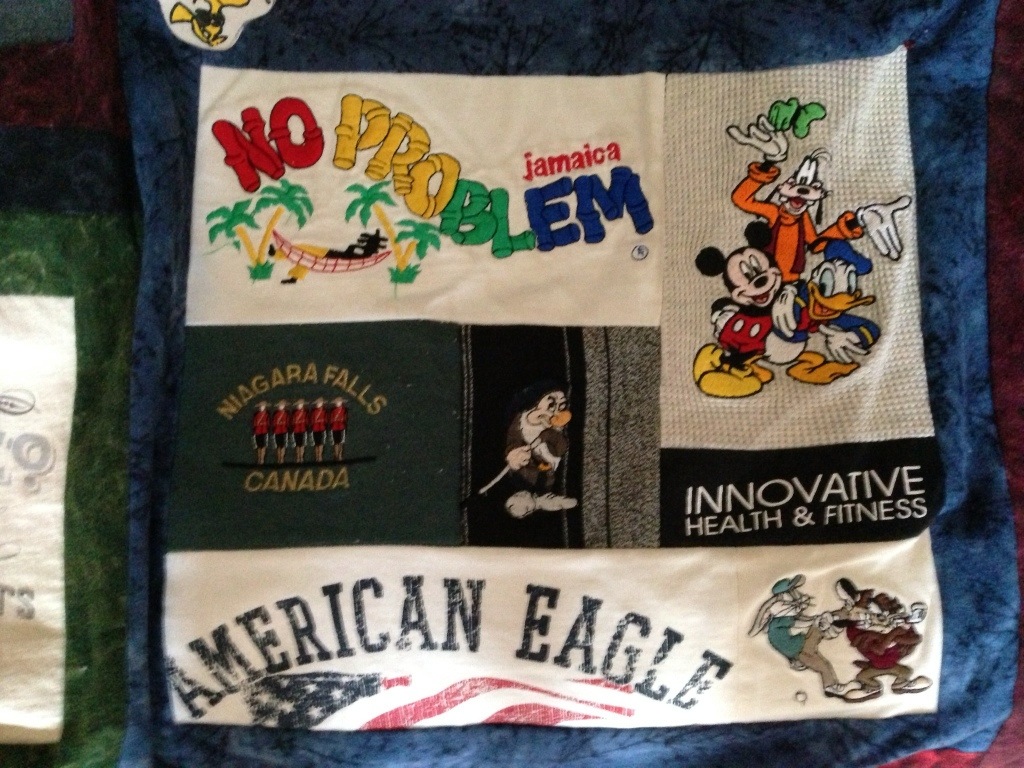 NO PROBLEM
jamaica
®
NIAGARA FALLS
CANADA
INNOVATIVE
HEALTH & FITNESS
AMERICAN EAGLE